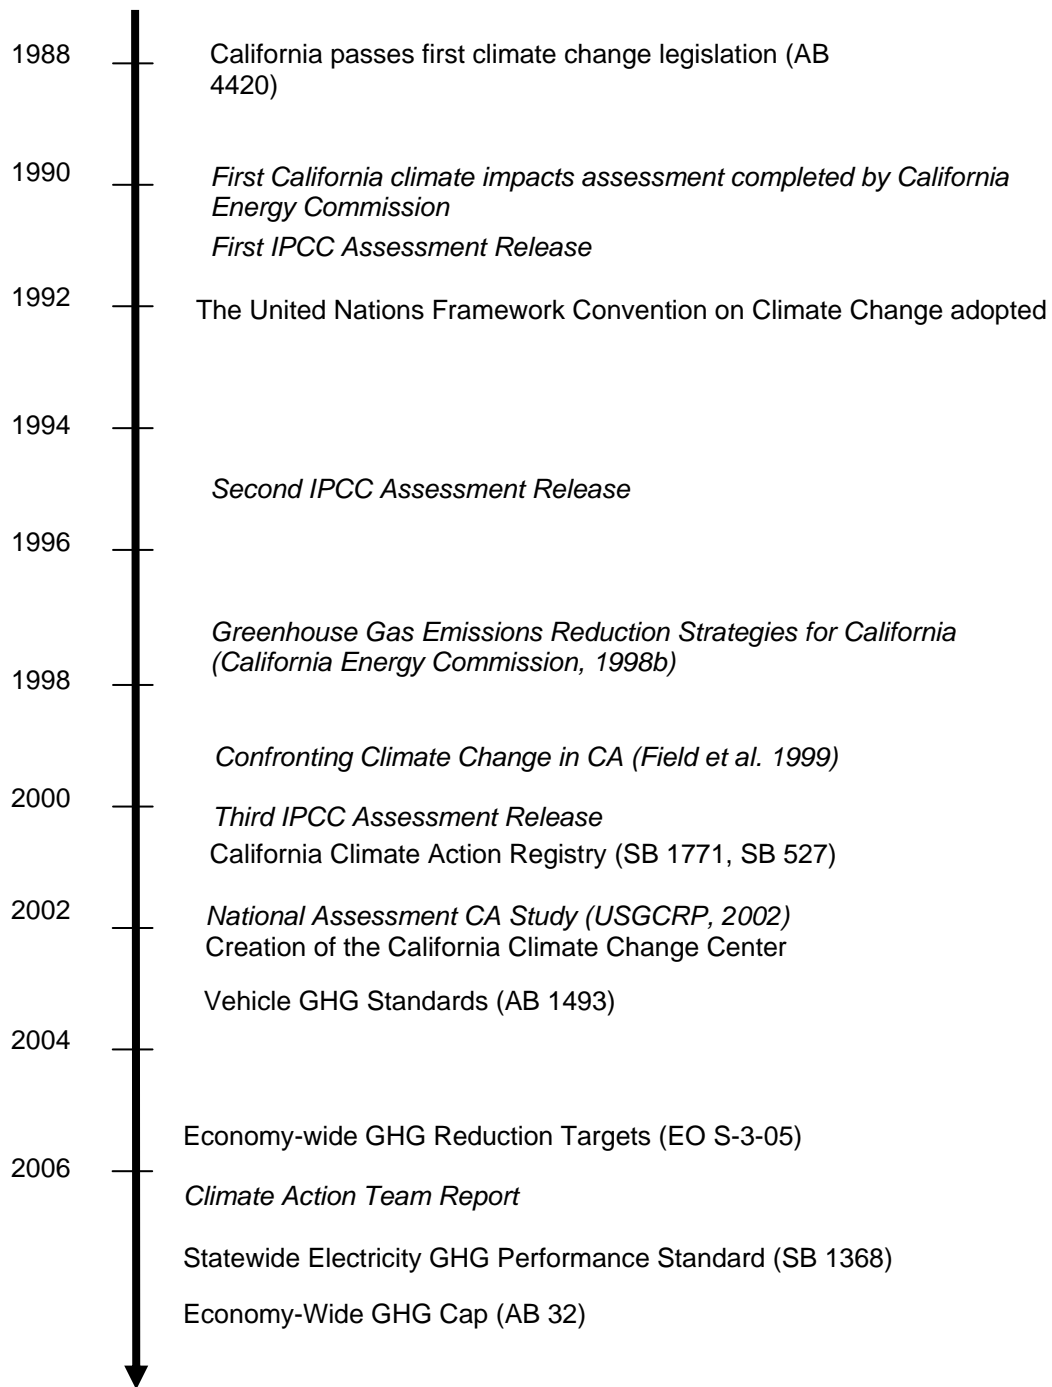 1988 California passes first climate change legislation (AB
4420)
1990 First California climate impacts assessment completed by California
Energy Commission
First IPCC Assessment Release
1992 The United Nations Framework Convention on Climate Change adopted
1994
Second IPCC Assessment Release
1996
Greenhouse Gas Emissions Reduction Strategies for California
(California Energy Commission, 1998b)
1998
Confronting Climate Change in CA (Field et al. 1999)
2000 Third IPCC Assessment Release
California Climate Action Registry (SB 1771, SB 527)
2002 National Assessment CA Study (USGCRP, 2002)
Creation of the California Climate Change Center
Vehicle GHG Standards (AB 1493)
2004
Economy-wide GHG Reduction Targets (EO S-3-05)
2006
Climate Action Team Report
Statewide Electricity GHG Performance Standard (SB 1368)
Economy-Wide GHG Cap (AB 32)